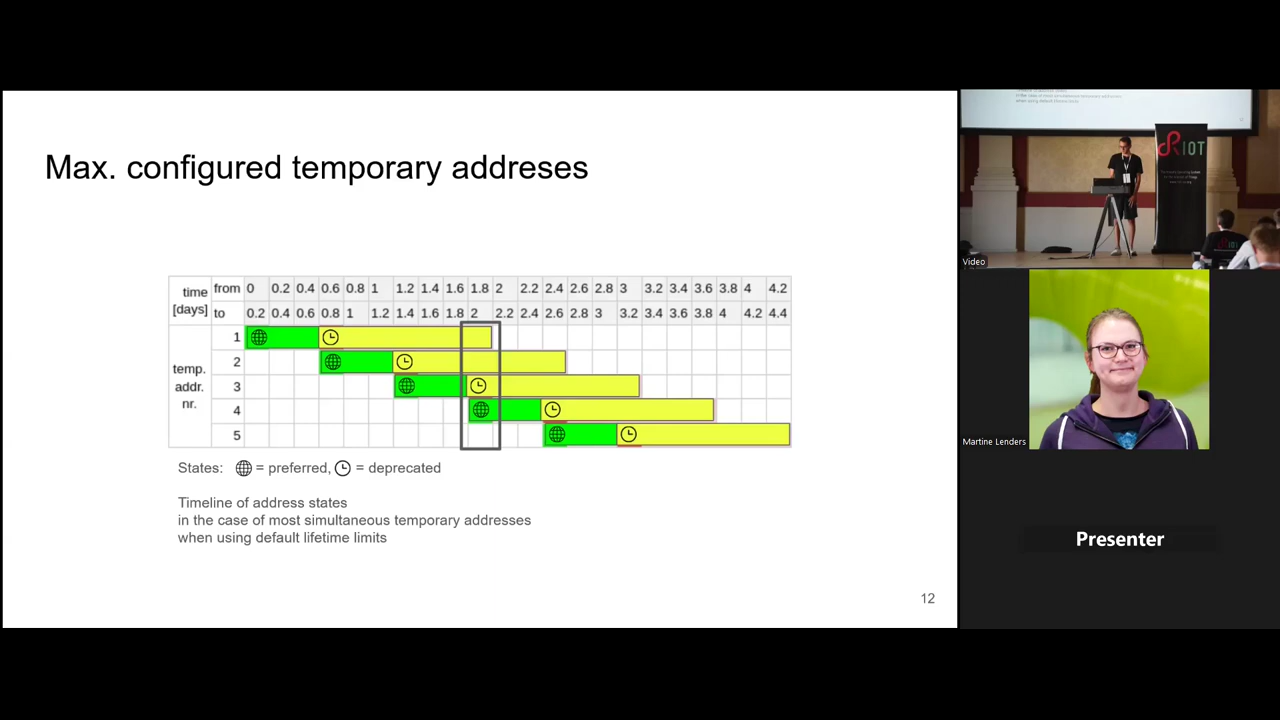 Max. configured temporary addreses
time [days] from 0 0.2 0.4 0.6 0.8 1 1.2 1.4 1.6 1.8 2 2.2 2.4 2.6 2.8 3 3.2 3.4 3.6 3.8 4 4.2
to 0.2 0.4 0.6 0.8 1 1.2 1.4 1.6 1.8 2 2.2 2.4 2.6 2.8 3 3.2 3.4 3.6 3.8 4 4.2 4.4
temp. addr. nr.
1
2
3
4
5
States: = preferred, = deprecated
Timeline of address states
in the case of most simultaneous temporary addresses
when using default lifetime limits
12
RIOT
Video
Martine Lenders
Presenter